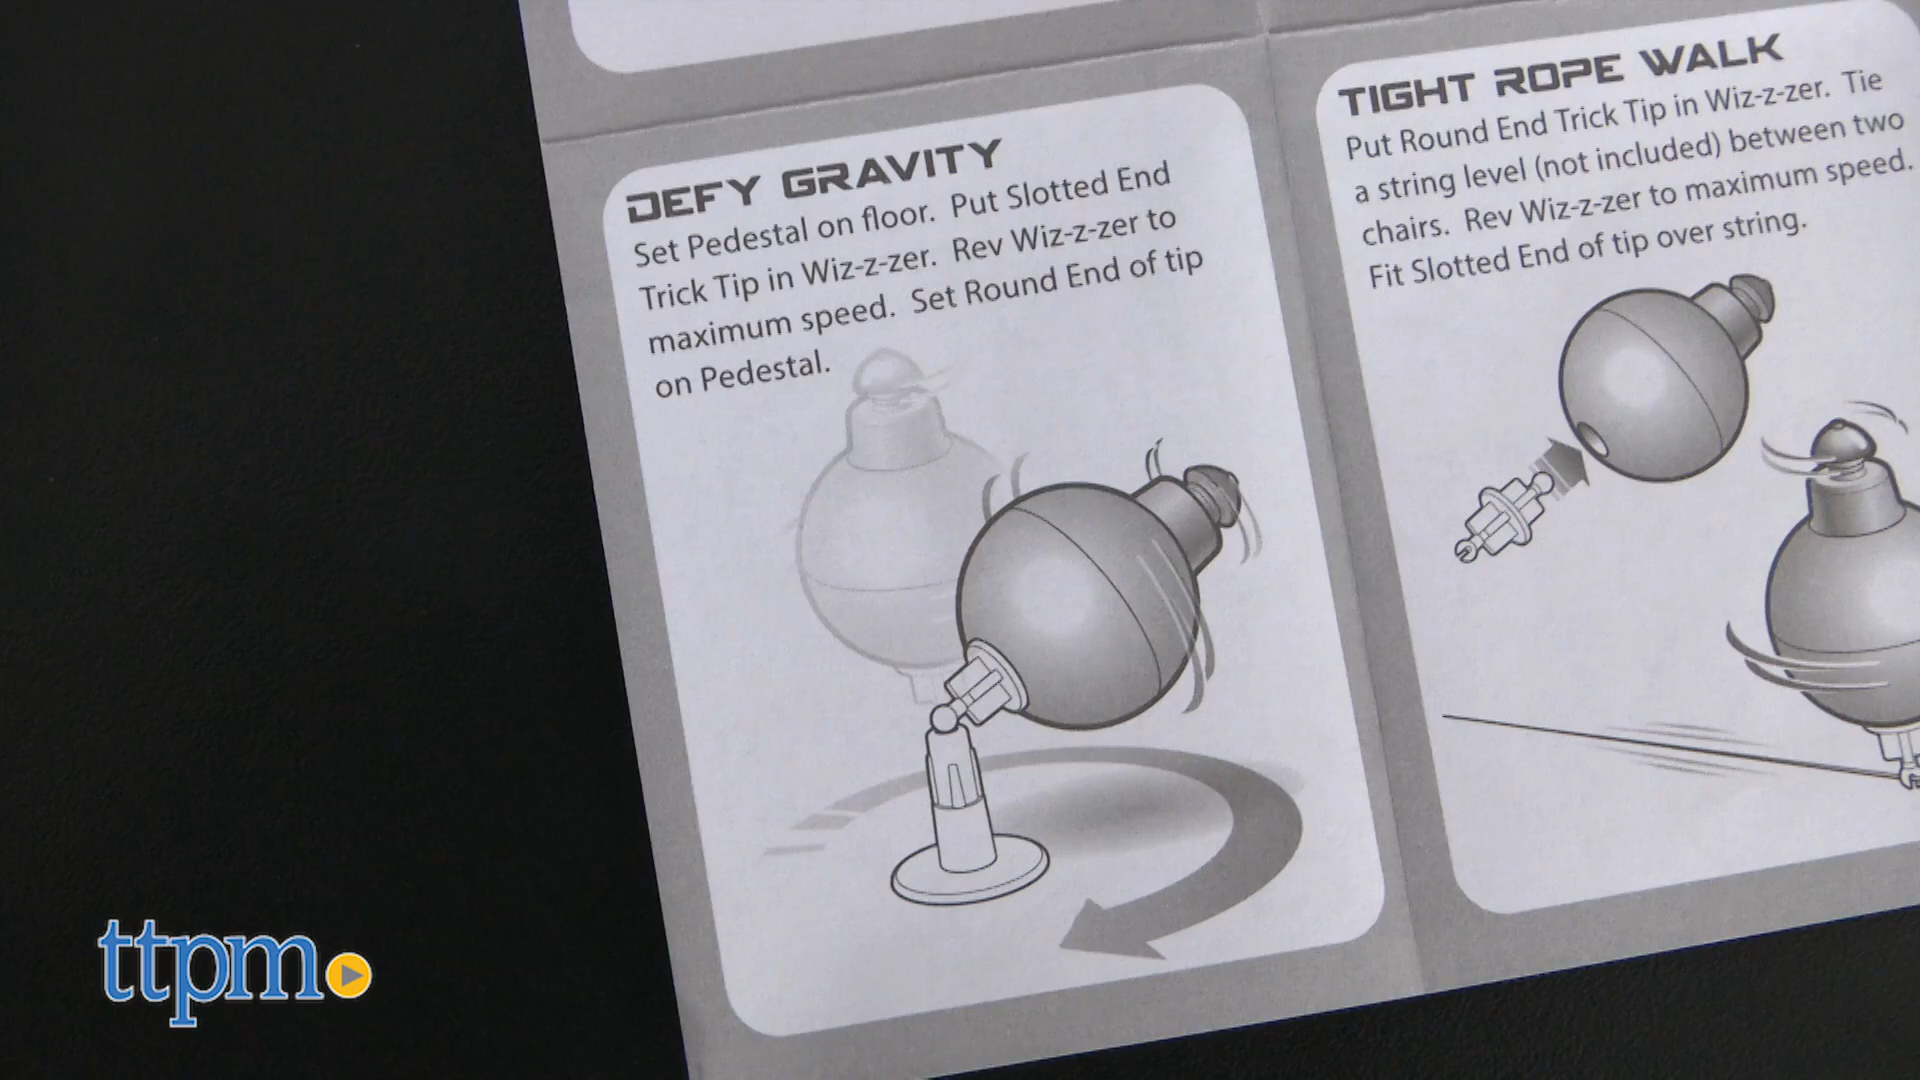 DEFY GRAVITY
Set Pedestal on floor. Put Slotted End
Trick Tip in Wiz-z-zer. Rev Wiz-z-zer to
maximum speed. Set Round End of tip
on Pedestal.
TIGHT ROPE WALK
Put Round End Trick Tip in Wiz-z-zer. Tie
a string level (not included) between two
chairs. Rev Wiz-z-zer to maximum speed.
Fit Slotted End of tip over string.
ttpm